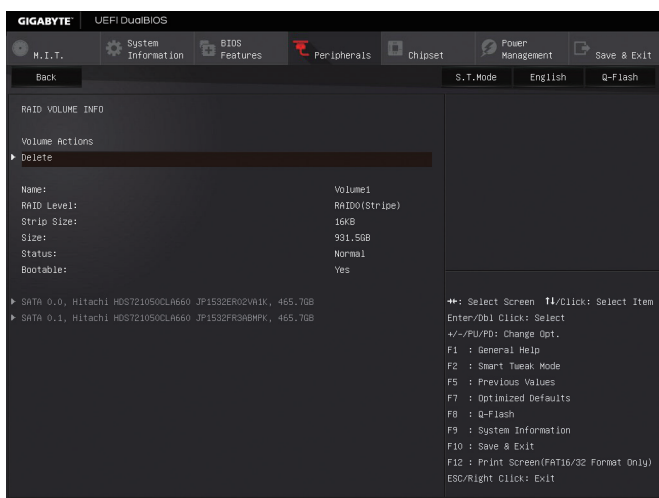 GIGABYTE™ UEFI DualBIOS
M.I.T.
System Information
BIOS Features
Peripherals
Chipset
Power Management
Save & Exit
Back
S.T.Mode English Q-Flash
RAID VOLUME INFO
Volume Actions
Delete
Name: Volume1
RAID Level: RAID0(Stripe)
Strip Size: 16KB
Size: 931.5GB
Status: Normal
Bootable: Yes
SATA 0.0, Hitachi HDS721050CLA660 JP1532ER02VA1K, 465.7GB
SATA 0.1, Hitachi HDS721050CLA660 JP1532FR3ABMPK, 465.7GB
→←: Select Screen ↑↓/Click: Select Item
Enter/Dbl Click: Select
+/-/PU/PD: Change Opt.
F1 : General Help
F2 : Smart Tweak Mode
F5 : Previous Values
F7 : Optimized Defaults
F8 : Q-Flash
F9 : System Information
F10 : Save & Exit
F12 : Print Screen(FAT16/32 Format Only)
ESC/Right Click: Exit